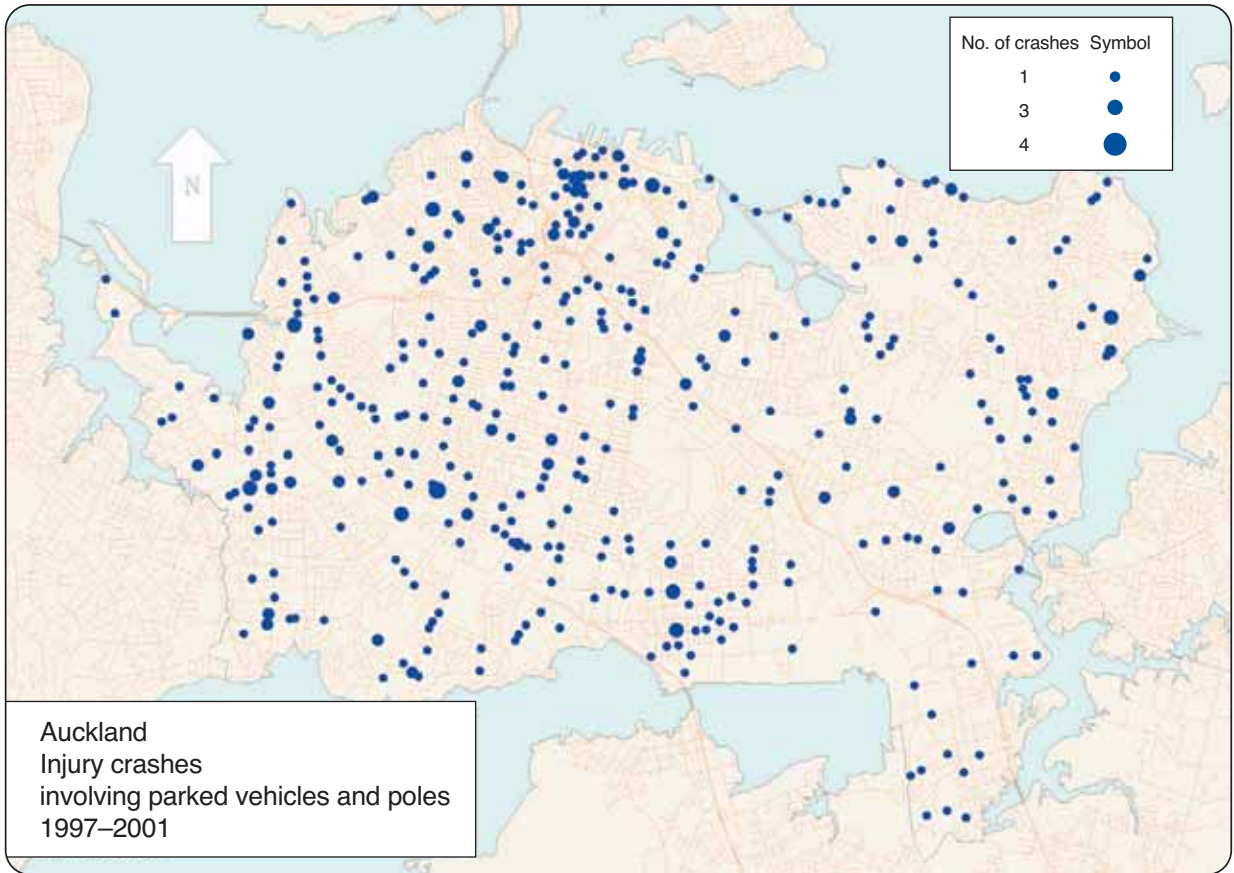 No. of crashes Symbol
1
3
4
N
Auckland
Injury crashes
involving parked vehicles and poles
1997–2001